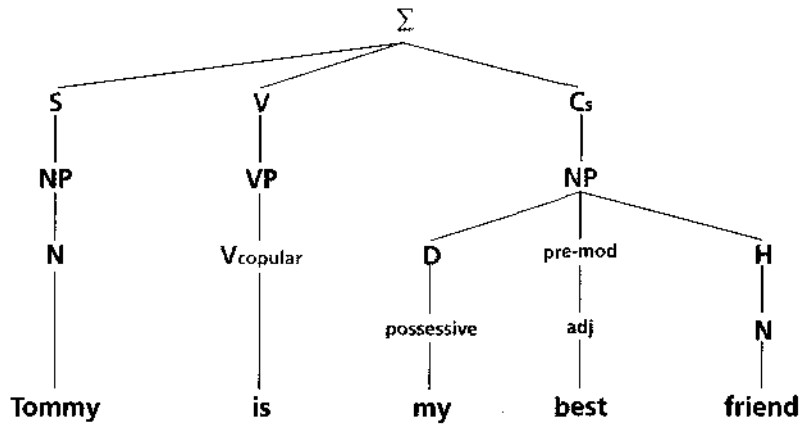 Σ
S V Cs
NP VP NP
N Vcopular D pre-mod H
possessive adj N
Tommy is my best friend